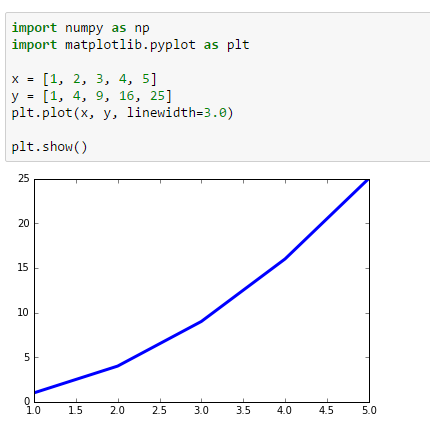 import numpy as np
import matplotlib.pyplot as plt
x = [1, 2, 3, 4, 5]
y = [1, 4, 9, 16, 25]
plt.plot(x, y, linewidth=3.0)
plt.show()
25
20
15
10
5
0
1.0 1.5 2.0 2.5 3.0 3.5 4.0 4.5 5.0